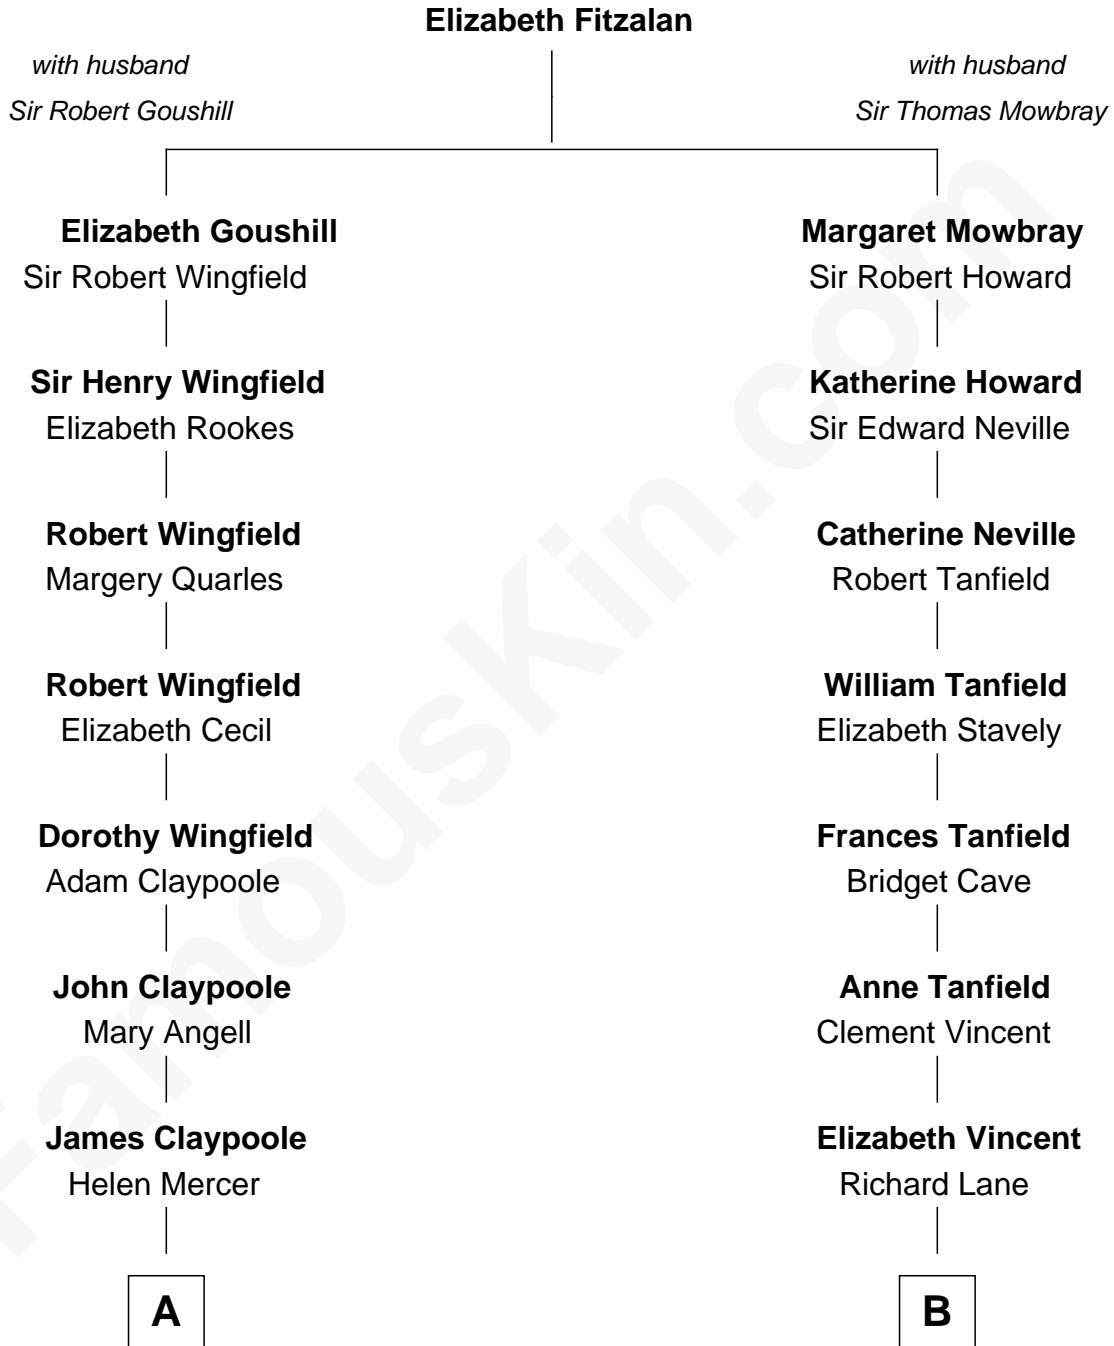 Elizabeth Fitzalan
with husband
Sir Robert Goushill
with husband
Sir Thomas Mowbray
Elizabeth Goushill
Sir Robert Wingfield
Margaret Mowbray
Sir Robert Howard
Sir Henry Wingfield
Elizabeth Rookes
Katherine Howard
Sir Edward Neville
Robert Wingfield
Margery Quarles
Catherine Neville
Robert Tanfield
Robert Wingfield
Elizabeth Cecil
William Tanfield
Elizabeth Stavely
Dorothy Wingfield
Adam Claypoole
Frances Tanfield
Bridget Cave
John Claypoole
Mary Angell
Anne Tanfield
Clement Vincent
James Claypoole
Helen Mercer
Elizabeth Vincent
Richard Lane
A
B
FamousKin.com